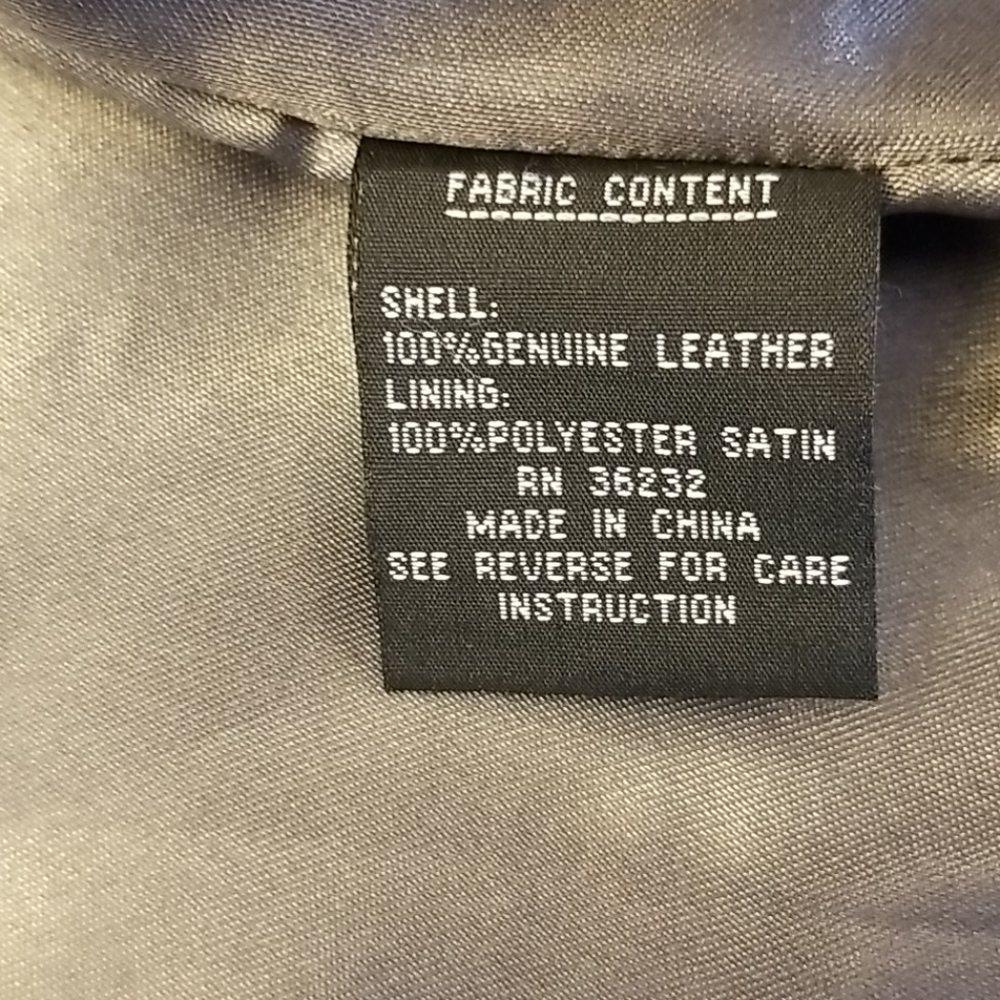 FABRIC CONTENT
SHELL:
100%GENUINE LEATHER
LINING:
100%POLYESTER SATIN
RN 36232
MADE IN CHINA
SEE REVERSE FOR CARE
INSTRUCTION